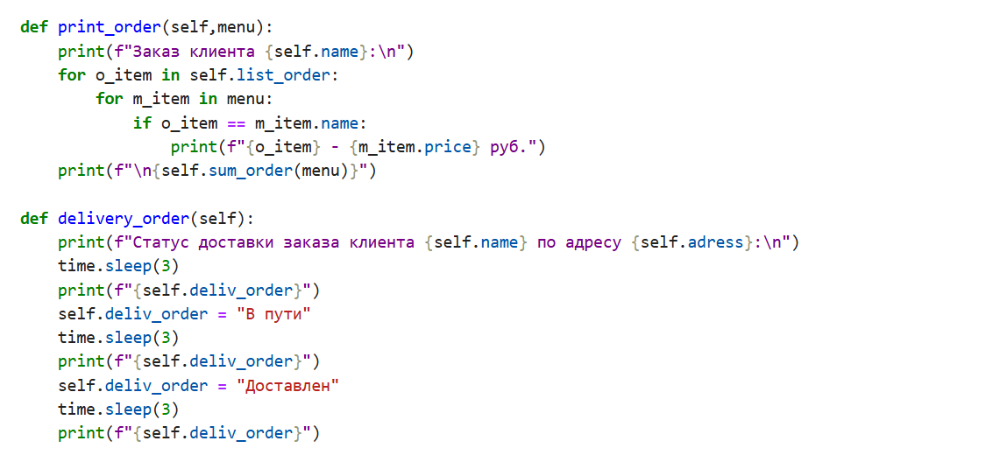 def print_order(self,menu):
    print(f"Заказ клиента {self.name}:\n")
    for o_item in self.list_order:
        for m_item in menu:
            if o_item == m_item.name:
                print(f"{o_item} - {m_item.price} руб.")
    print(f"\n{self.sum_order(menu)}")

def delivery_order(self):
    print(f"Статус доставки заказа клиента {self.name} по адресу {self.adress}:\n")
    time.sleep(3)
    print(f"{self.deliv_order}")
    self.deliv_order = "В пути"
    time.sleep(3)
    print(f"{self.deliv_order}")
    self.deliv_order = "Доставлен"
    time.sleep(3)
    print(f"{self.deliv_order}")